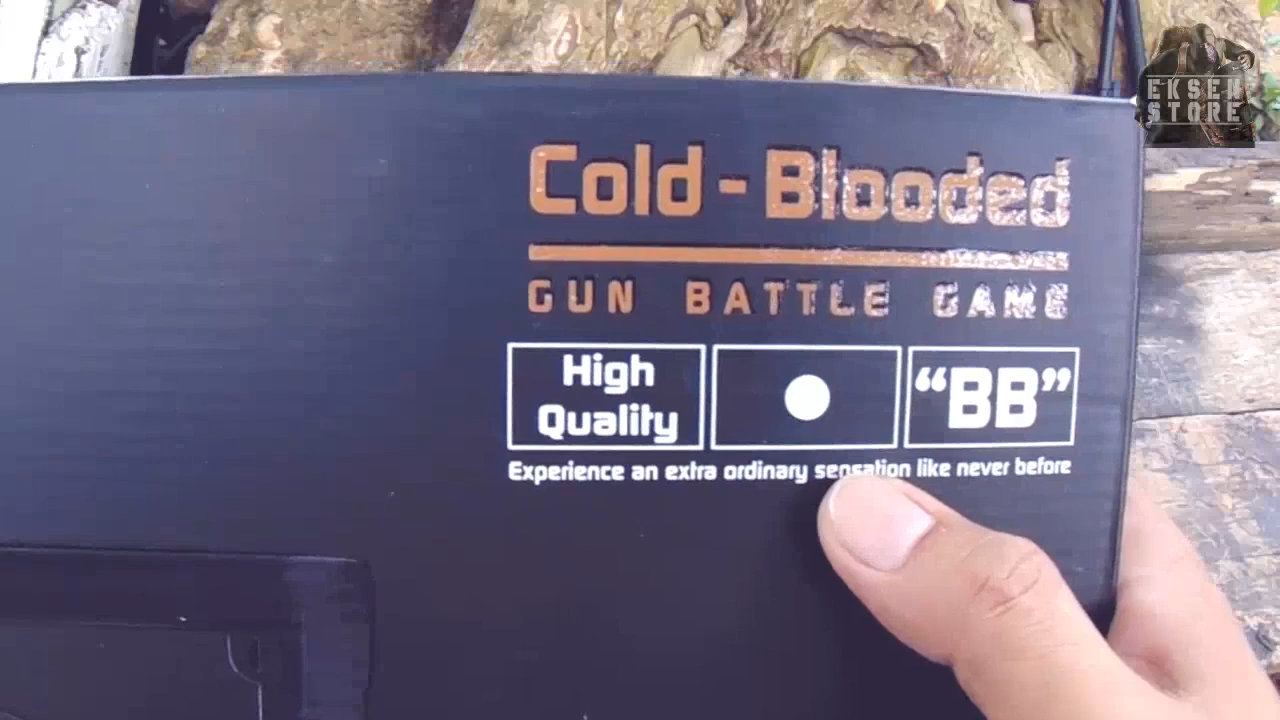 EKSEN
STORE
Cold - Blooded
GUN BATTLE GAME
High
Quality
“BB”
Experience an extra ordinary sensation like never before